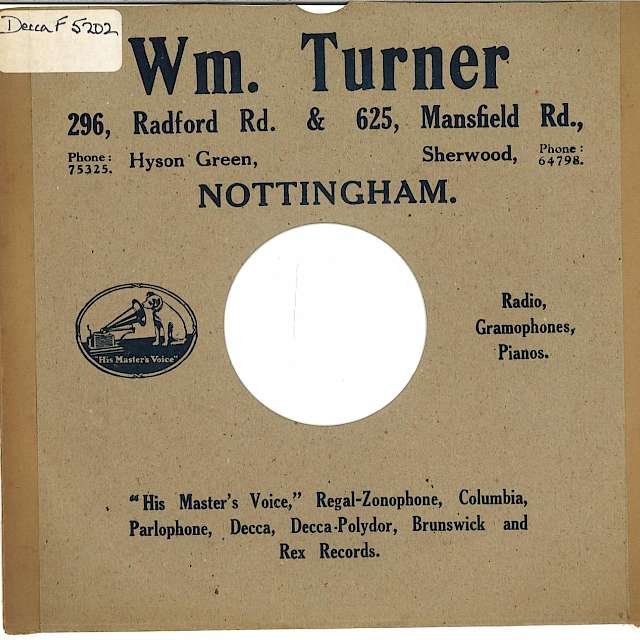 Decca F 5202
Wm. Turner
296, Radford Rd. & 625, Mansfield Rd.,
Phone: 75325. Hyson Green, Sherwood, Phone: 64798.
NOTTINGHAM.
"His Master's Voice"
Radio,
Gramophones,
Pianos.
"His Master's Voice," Regal-Zonophone, Columbia,
Parlophone, Decca, Decca-Polydor, Brunswick and
Rex Records.